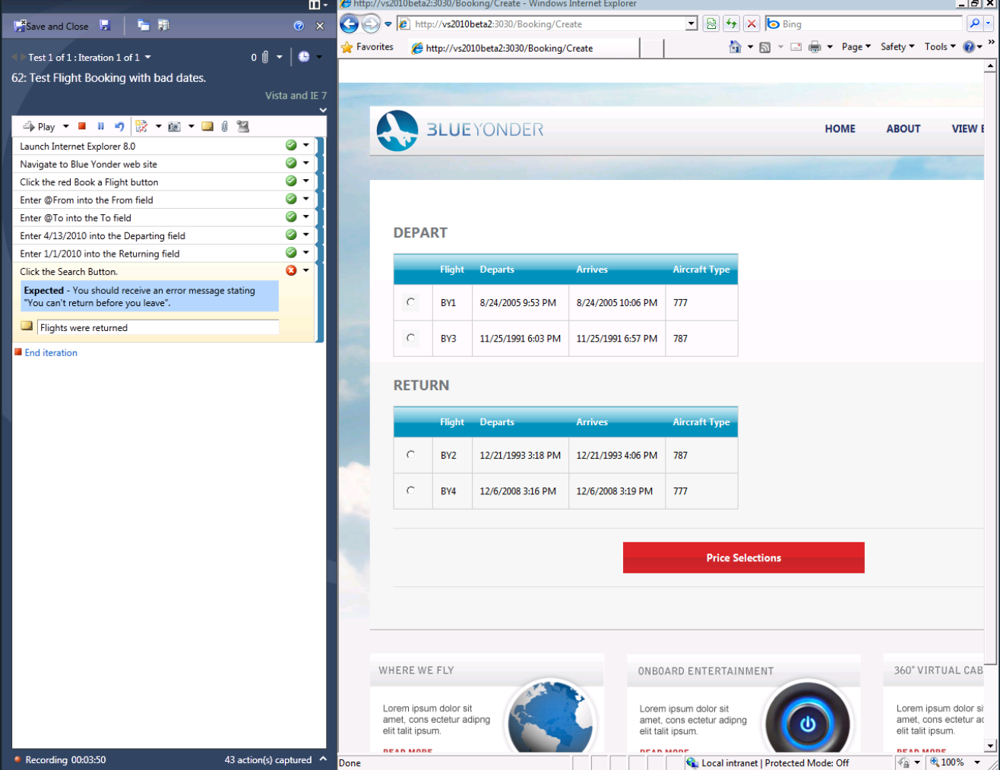 Save and Close
Test 1 of 1 : Iteration 1 of 1
0
62: Test Flight Booking with bad dates.
Vista and IE 7
Play
Launch Internet Explorer 8.0
Navigate to Blue Yonder web site
Click the red Book a Flight button
Enter @From into the From field
Enter @To into the To field
Enter 4/13/2010 into the Departing field
Enter 1/1/2010 into the Returning field
Click the Search Button.
Expected - You should receive an error message stating
"You can't return before you leave".
Flights were returned
End iteration
Recording 00:03:50
43 action(s) captured
http://vs2010beta2:3030/Booking/Create - Windows Internet Explorer
http://vs2010beta2:3030/Booking/Create
Bing
Favorites
http://vs2010beta2:3030/Booking/Create
Page
Safety
Tools
»
BLUEYONDER
HOME
ABOUT
VIEW
DEPART
Flight Departs Arrives Aircraft Type
BY1 8/24/2005 9:53 PM 8/24/2005 10:06 PM 777
BY3 11/25/1991 6:03 PM 11/25/1991 6:57 PM 787
RETURN
Flight Departs Arrives Aircraft Type
BY2 12/21/1993 3:18 PM 12/21/1993 4:06 PM 787
BY4 12/6/2008 3:16 PM 12/6/2008 3:19 PM 777
Price Selections
WHERE WE FLY
Lorem ipsum dolor sit
amet, cons ectetur adipng
elit talit ipsum.
READ MORE
ONBOARD ENTERTAINMENT
Lorem ipsum dolor sit
amet, cons ectetur adipng
elit talit ipsum.
READ MORE
360° VIRTUAL CAB
Lorem ipsum dolor si
amet, cons ectetur ac
elit talit ipsum.
READ MORE
Done
Local intranet | Protected Mode: Off
100%